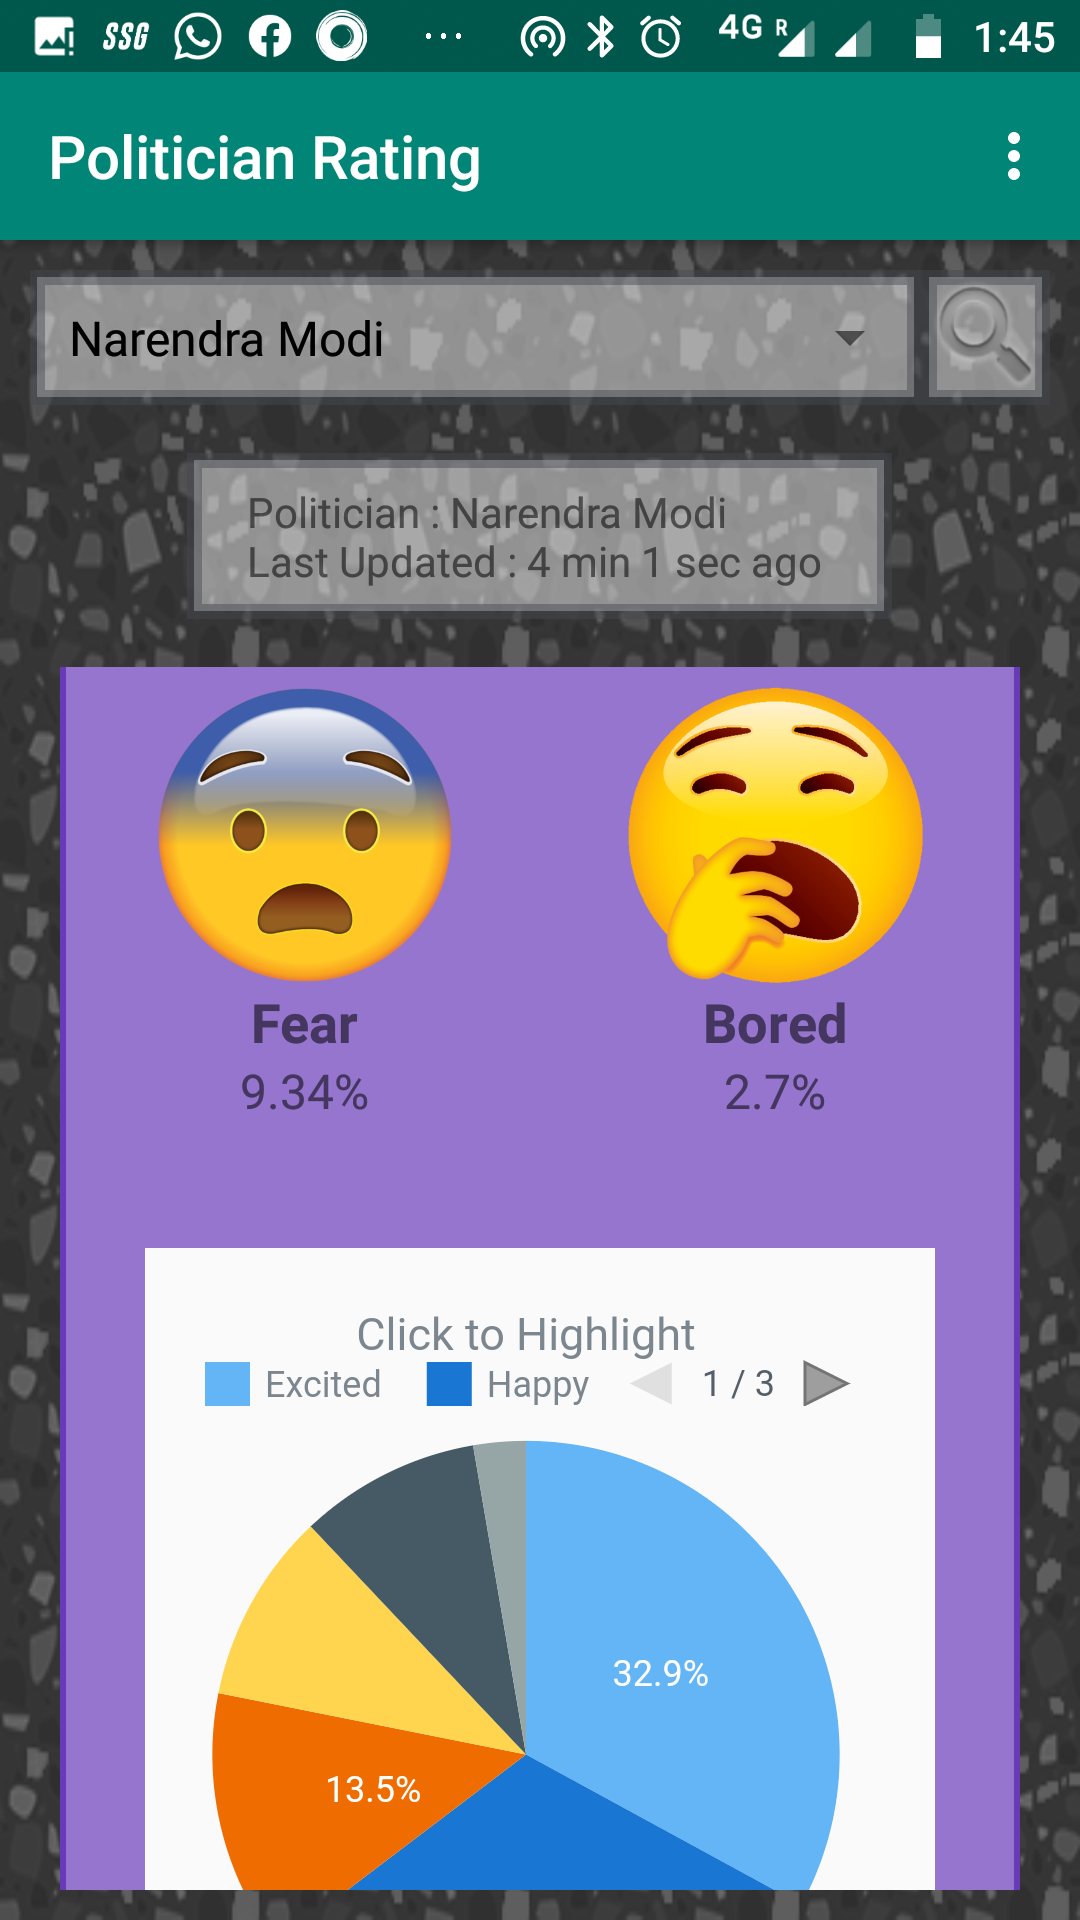 SSG 4G R 1:45
Politician Rating
Narendra Modi
Politician : Narendra Modi
Last Updated : 4 min 1 sec ago
Fear Bored
9.34% 2.7%
Click to Highlight
Excited Happy 1 / 3
32.9%
13.5%